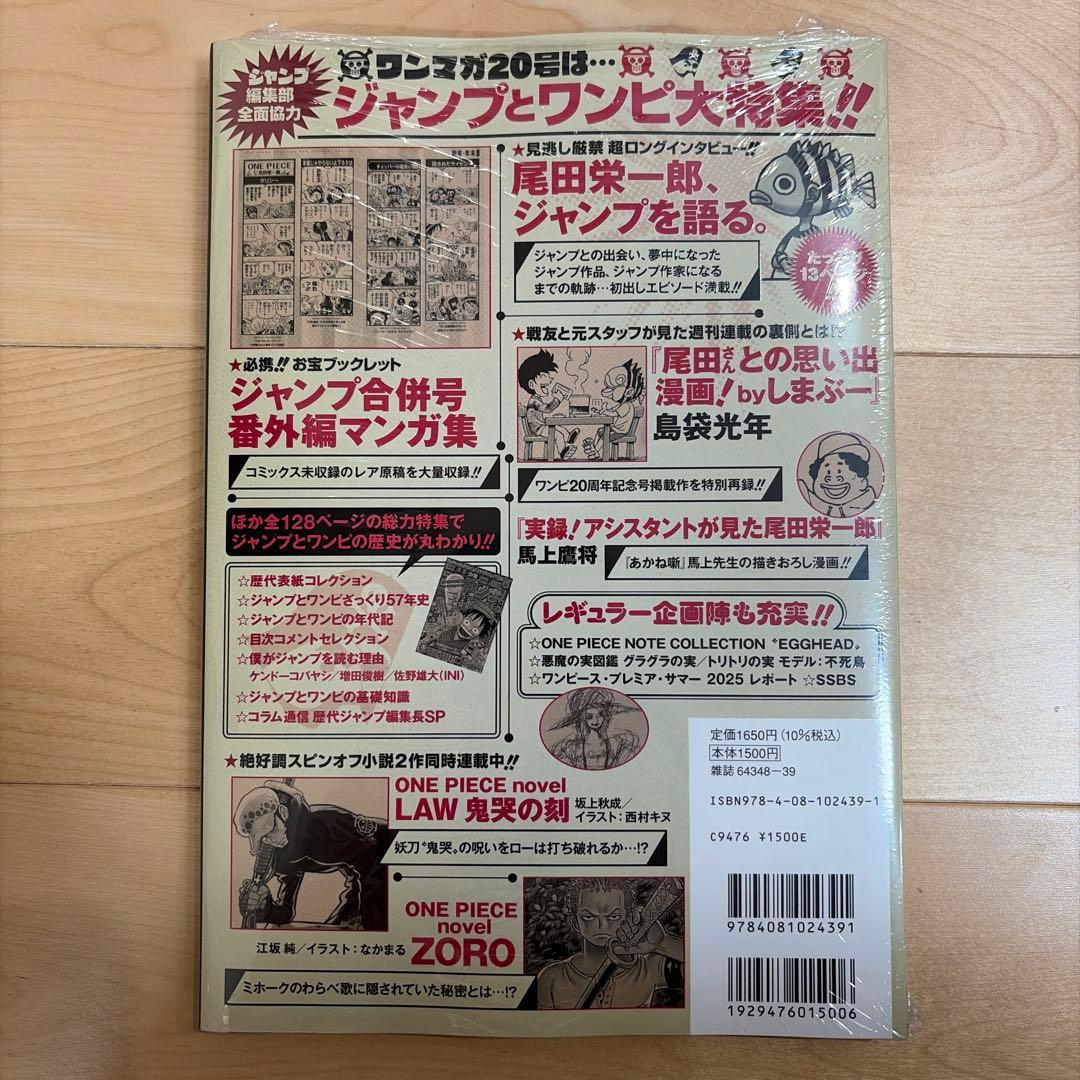 ジャンプ
編集部
全面協力
ワンマガ20号は…
ジャンプとワンピ大特集!!
ONE PIECE
★必携!! お宝ブックレット
ジャンプ合併号
番外編マンガ集
コミックス未収録のレア原稿を大量収録!!
★見逃し厳禁 超ロングインタビュー!!
尾田栄一郎、
ジャンプを語る。
ジャンプとの出会い、夢中になった
ジャンプ作品、ジャンプ作家になる
までの軌跡…初出しエピソード満載!!
★戦友と元スタッフが見た週刊連載の裏側とは!?
『尾田さんとの思い出
漫画!byしまぶー』
島袋光年
ワンピ20周年記念号掲載作を特別再録!!
『実録!アシスタントが見た尾田栄一郎』
馬上鷹将
『あかね噺』馬上先生の描きおろし漫画!!
ほか全128ページの総力特集で
ジャンプとワンピの歴史が丸わかり!!
☆歴代表紙コレクション
☆ジャンプとワンピざっくり57年史
☆ジャンプとワンピの年代記
☆目次コメントセレクション
☆僕がジャンプを読む理由
ケンドーコバヤシ/増田俊樹/佐野雄大(INI)
☆ジャンプとワンピの基礎知識
☆コラム通信 歴代ジャンプ編集長SP
レギュラー企画陣も充実!!
☆ONE PIECE NOTE COLLECTION〝EGGHEAD〟
☆悪魔の実図鑑 グラグラの実/トリトリの実 モデル:不死鳥
☆ワンピース・プレミア・サマー 2025 レポート ☆SSBS
★絶好調スピンオフ小説2作同時連載中!!
ONE PIECE novel
LAW 鬼哭の刻
坂上秋成/
イラスト:西村キヌ
妖刀〝鬼哭〟の呪いをローは打ち破れるか…!?
ONE PIECE
novel
ZORO
江坂 純/イラスト:なかまる
ミホークのわらべ歌に隠されていた秘密とは…!?
定価1650円(10%税込)
本体1500円
雑誌 64348-39
ISBN978-4-08-102439-1
C9476 ¥1500E
9784081024391
1929476015006